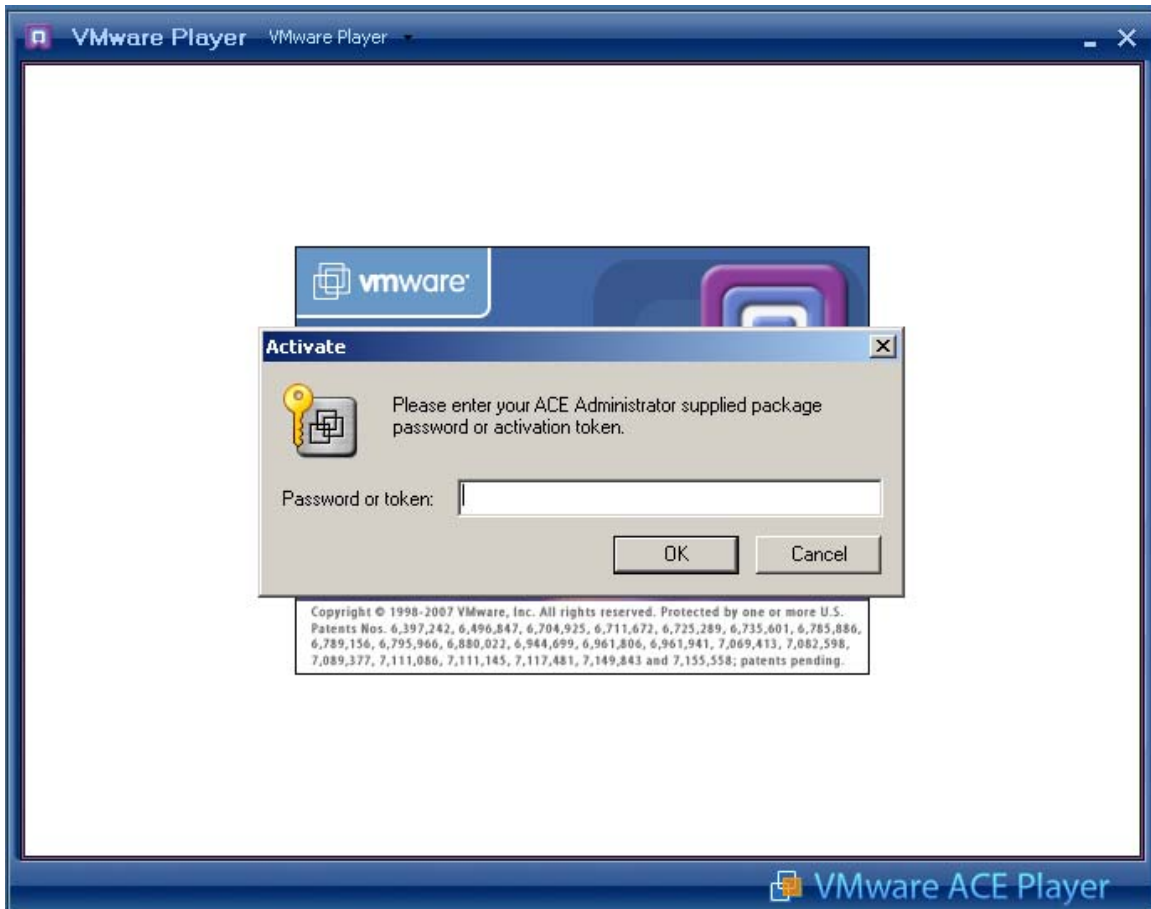 VMware Player VMware Player
vmware
Activate
Please enter your ACE Administrator supplied package
password or activation token.
Password or token:
OK Cancel
Copyright © 1998-2007 VMware, Inc. All rights reserved. Protected by one or more U.S.
Patents Nos. 6,397,242, 6,496,847, 6,704,925, 6,711,672, 6,725,289, 6,735,601, 6,785,886,
6,789,156, 6,795,966, 6,880,022, 6,944,699, 6,961,806, 6,961,941, 7,069,413, 7,082,598,
7,089,377, 7,111,086, 7,111,145, 7,117,481, 7,149,843 and 7,155,558; patents pending.
VMware ACE Player